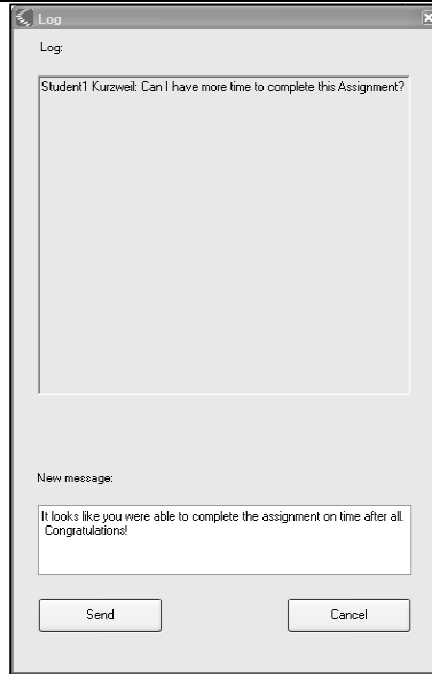 Log
Log:
Student1 Kurzweil: Can I have more time to complete this Assignment?
New message:
It looks like you were able to complete the assignment on time after all.
Congratulations!
Send
Cancel